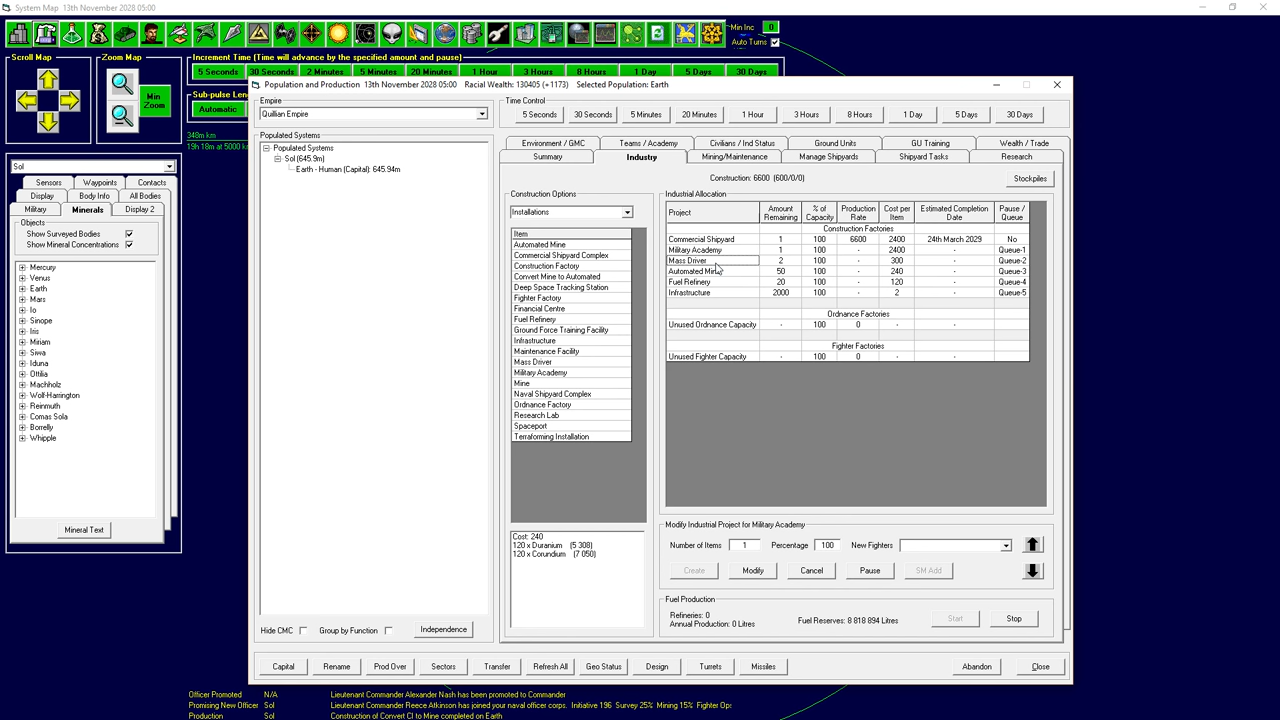 System Map 13th November 2028 05:00
Min Inc 0
Auto Turns
Scroll Map
Zoom Map
Min Zoom
Increment Time (Time will advance by the specified amount and pause)
5 Seconds 30 Seconds 2 Minutes 5 Minutes 20 Minutes 1 Hour 3 Hours 8 Hours 1 Day 5 Days 30 Days
Sub-pulse Len
Automatic
348m km
19h 18m at 5000 k
Sol
Sensors Waypoints Contacts
Display Body Info All Bodies
Military Minerals Display 2
Objects
Show Surveyed Bodies
Show Mineral Concentrations
Mercury
Venus
Earth
Mars
Io
Sinope
Iris
Miriam
Siwa
Iduna
Ottilia
Machholz
Wolf-Harrington
Reinmuth
Comas Sola
Borrelly
Whipple
Mineral Text
Population and Production 13th November 2028 05:00 Racial Wealth: 130405 (+1173) Selected Population: Earth
Empire
Quillian Empire
Time Control
5 Seconds 30 Seconds 5 Minutes 20 Minutes 1 Hour 3 Hours 8 Hours 1 Day 5 Days 30 Days
Populated Systems
Populated Systems
Sol (645.9m)
Earth - Human (Capital): 645.94m
Hide CMC Group by Function Independence
Environment / GMC Teams / Academy Civilians / Ind Status Ground Units GU Training Wealth / Trade
Summary Industry Mining/Maintenance Manage Shipyards Shipyard Tasks Research
Construction: 6600 (600/0/0)
Stockpiles
Construction Options
Installations
Item
Automated Mine
Commercial Shipyard Complex
Construction Factory
Convert Mine to Automated
Deep Space Tracking Station
Fighter Factory
Financial Centre
Fuel Refinery
Ground Force Training Facility
Infrastructure
Maintenance Facility
Mass Driver
Military Academy
Mine
Naval Shipyard Complex
Ordnance Factory
Research Lab
Spaceport
Terraforming Installation
Cost: 240
120 x Duranium (5 308)
120 x Corundium (7 050)
Industrial Allocation
Project Amount Remaining % of Capacity Production Rate Cost per Item Estimated Completion Date Pause / Queue
Construction Factories
Commercial Shipyard 1 100 6600 2400 24th March 2029 No
Military Academy 1 100 - 2400 - Queue-1
Mass Driver 2 100 - 300 - Queue-2
Automated Mine 50 100 - 240 - Queue-3
Fuel Refinery 20 100 - 120 - Queue-4
Infrastructure 2000 100 - 2 - Queue-5
Ordnance Factories
Unused Ordnance Capacity - 100 0 - -
Fighter Factories
Unused Fighter Capacity - 100 0 - -
Modify Industrial Project for Military Academy
Number of Items 1 Percentage 100 New Fighters
Create Modify Cancel Pause SM Add
Fuel Production
Refineries: 0
Annual Production: 0 Litres
Fuel Reserves: 8 818 894 Litres
Start Stop
Capital Rename Prod Over Sectors Transfer Refresh All Geo Status Design Turrets Missiles Abandon Close
Officer Promoted N/A Lieutenant Commander Alexander Nash has been promoted to Commander
Promising New Officer Sol Lieutenant Commander Reece Atkinson has joined your naval officer corps. Initiative 196 Survey 25% Mining 15% Fighter Op:
Production Sol Construction of Convert CI to Mine completed on Earth